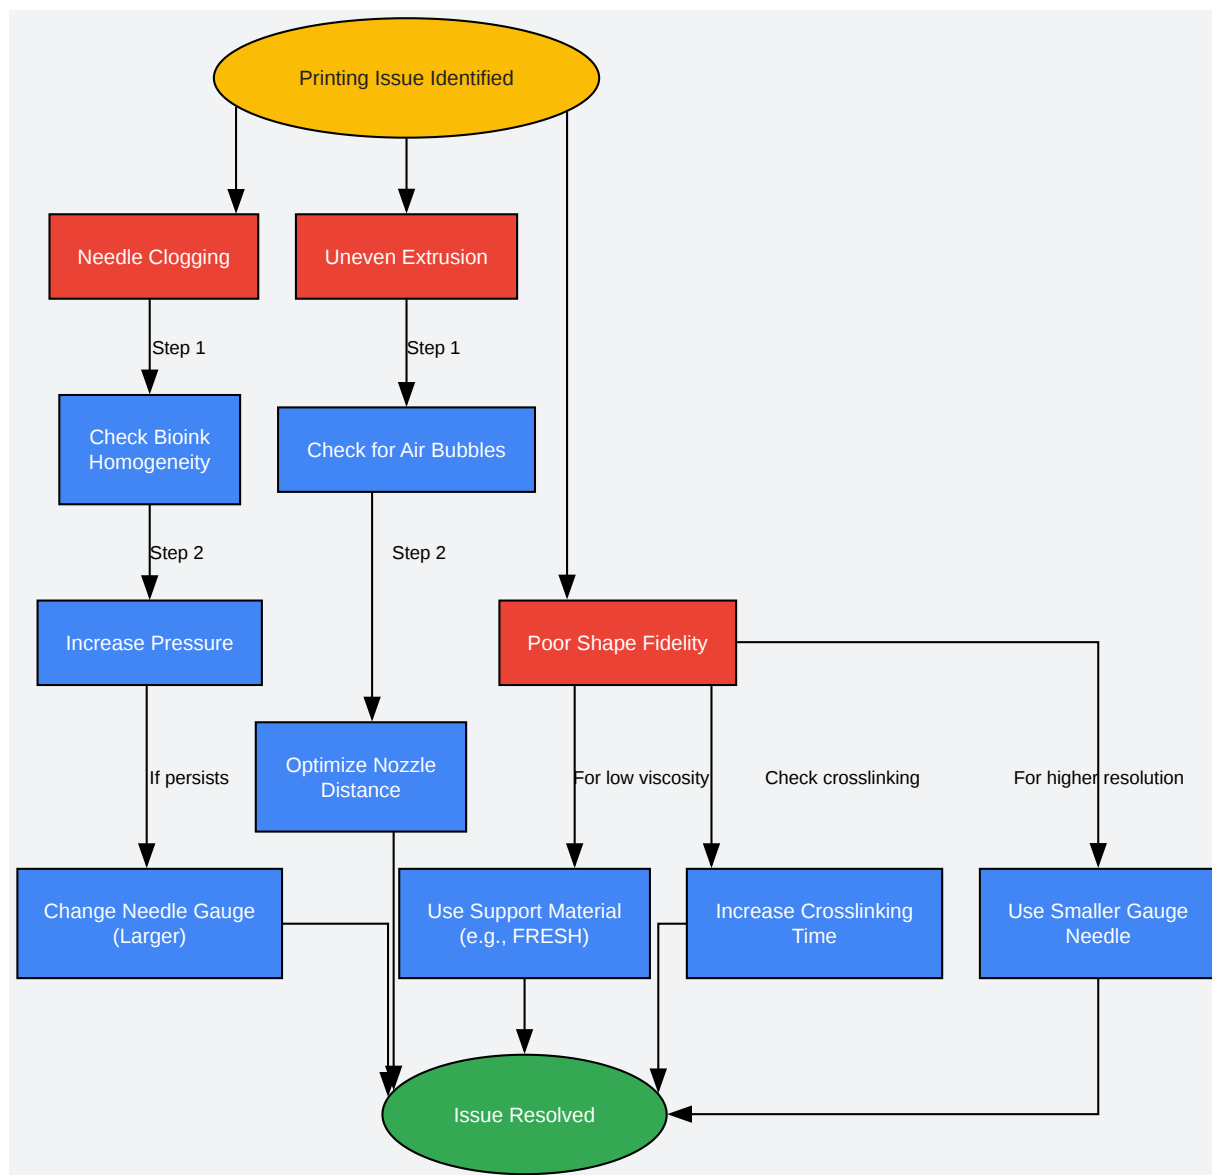 Printing Issue Identified
Needle Clogging
Uneven Extrusion
Step 1
Step 1
Check Bioink
Homogeneity
Check for Air Bubbles
Step 2
Step 2
Increase Pressure
Poor Shape Fidelity
If persists
Optimize Nozzle
Distance
For low viscosity
Check crosslinking
For higher resolution
Change Needle Gauge
(Larger)
Use Support Material
(e.g., FRESH)
Increase Crosslinking
Time
Use Smaller Gauge
Needle
Issue Resolved